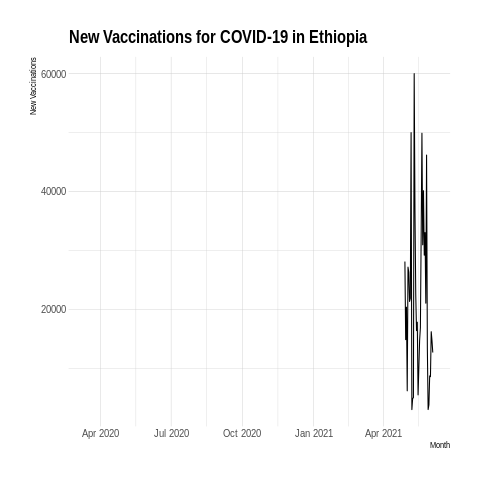 New Vaccinations for COVID-19 in Ethiopia
New Vaccinations
60000
40000
20000
Apr 2020 Jul 2020 Oct 2020 Jan 2021 Apr 2021
Month